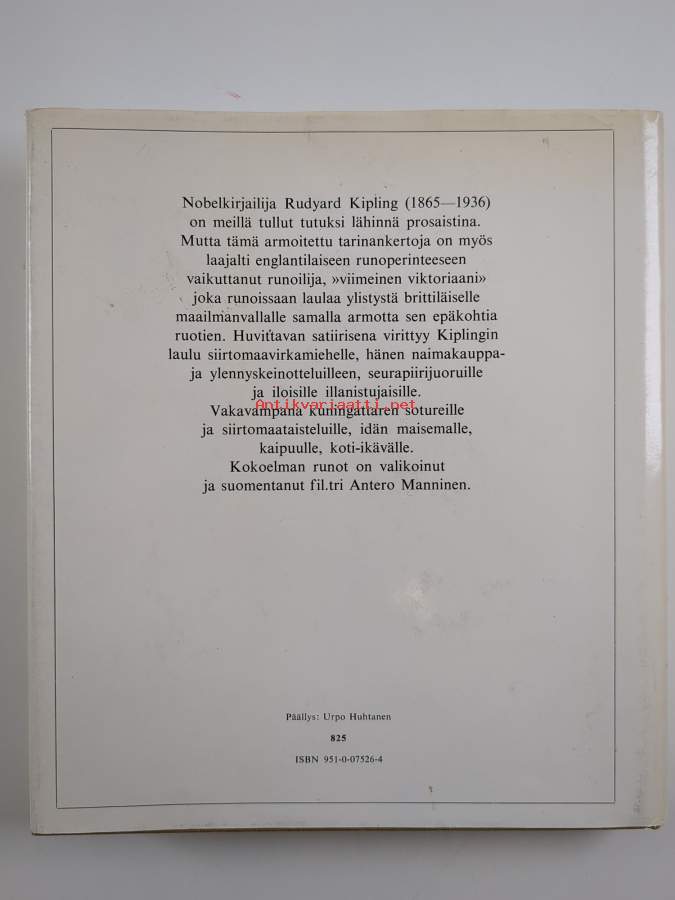 Nobelkirjailija Rudyard Kipling (1865—1936)
on meillä tullut tutuksi lähinnä prosaistina.
Mutta tämä armoitettu tarinankertoja on myös
laajalti englantilaiseen runoperinteeseen
vaikuttanut runoilija, »viimeinen viktoriaani»
joka runoissaan laulaa ylistystä brittiläiselle
maailmanvallalle samalla armotta sen epäkohtia
ruotien. Huvittavan satiirisena virittyy Kiplingin
laulu siirtomaavirkamiehelle, hänen naimakauppa-
ja ylennyskeinotteluilleen, seurapiirijuoruille
ja iloisille illanistujaisille.
Antikvariaatti.net
Vakavampana kuningattaren sotureille
ja siirtomaataisteluille, idän maisemalle,
kaipuulle, koti-ikävälle.
Kokoelman runot on valikoinut
ja suomentanut fil.tri Antero Manninen.
Päällys: Urpo Huhtanen
825
ISBN 951-0-07526-4